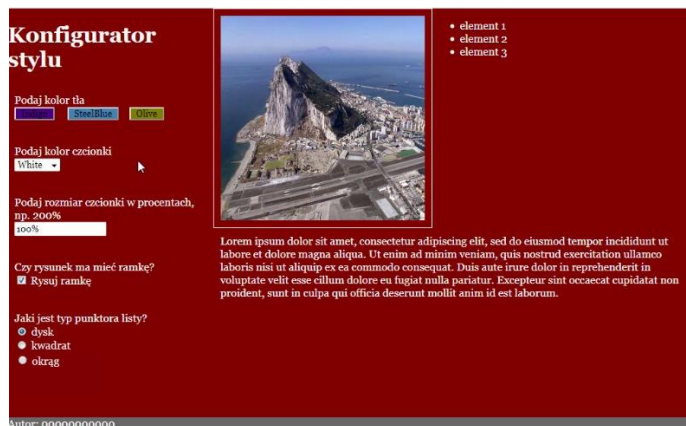 Konfigurator
stylu
Podaj kolor tła
Indigo SteelBlue Olive
Podaj kolor czcionki
White
Podaj rozmiar czcionki w procentach,
np. 200%
100%
Czy rysunek ma mieć ramkę?
Rysuj ramkę
Jaki jest typ punktora listy?
dysk
kwadrat
okrąg
element 1
element 2
element 3
Lorem ipsum dolor sit amet, consectetur adipiscing elit, sed do eiusmod tempor incididunt ut
labore et dolore magna aliqua. Ut enim ad minim veniam, quis nostrud exercitation ullamco
laboris nisi ut aliquip ex ea commodo consequat. Duis aute irure dolor in reprehenderit in
voluptate velit esse cillum dolore eu fugiat nulla pariatur. Excepteur sint occaecat cupidatat non
proident, sunt in culpa qui officia deserunt mollit anim id est laborum.
Autor: 00000000000